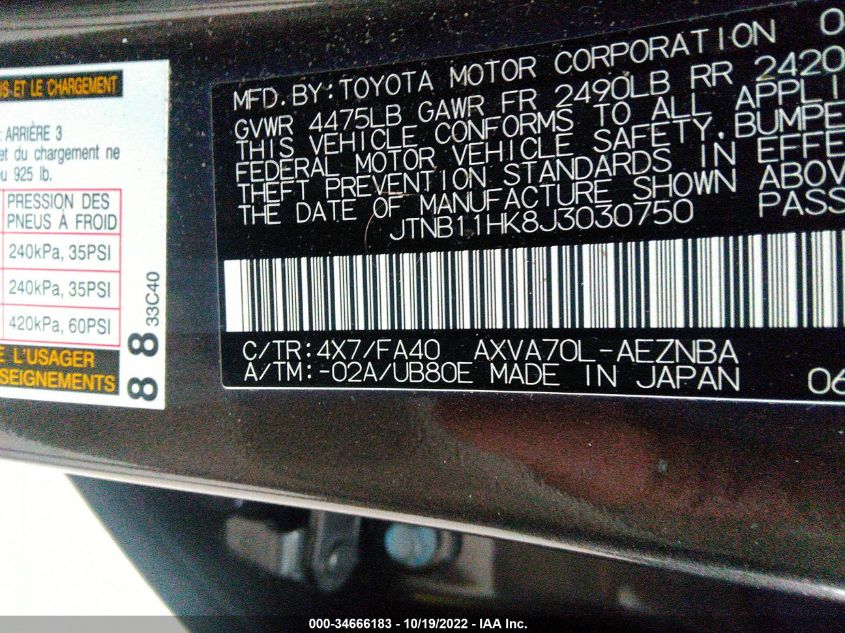 IS ET LE CHARGEMENT
: ARRIÈRE 3
et du chargement ne
ou 925 lb.
PRESSION DES
PNEUS À FROID
240kPa, 35PSI
240kPa, 35PSI
420kPa, 60PSI
E L'USAGER
SEIGNEMENTS
88
33C40
MFD. BY: TOYOTA MOTOR CORPORATION 0
GVWR 4475LB GAWR FR 2490LB RR 2420
THIS VEHICLE CONFORMS TO ALL APPLI
FEDERAL MOTOR VEHICLE SAFETY, BUMPE
THEFT PREVENTION STANDARDS IN EFFE
THE DATE OF MANUFACTURE SHOWN ABOV
JTNB11HK8J3030750 PASS
C/TR:4X7/FA40 AXVA70L-AEZNBA
A/TM:-02A/UB80E MADE IN JAPAN 06
000-34666183 - 10/19/2022 - IAA Inc.